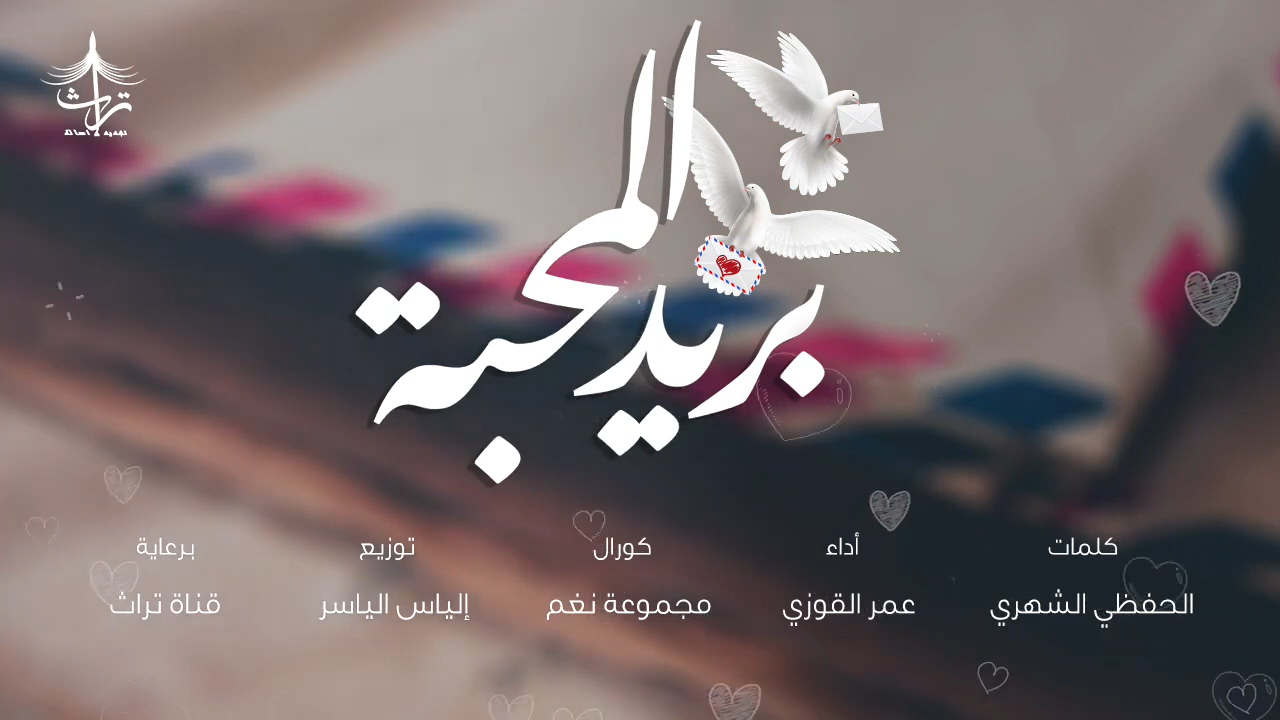 تراث
بريد المحبة
كلمات أداء كورال توزيع برعاية
الحفظي الشهري عمر القوزي مجموعة نغم إلياس الياسر قناة تراث